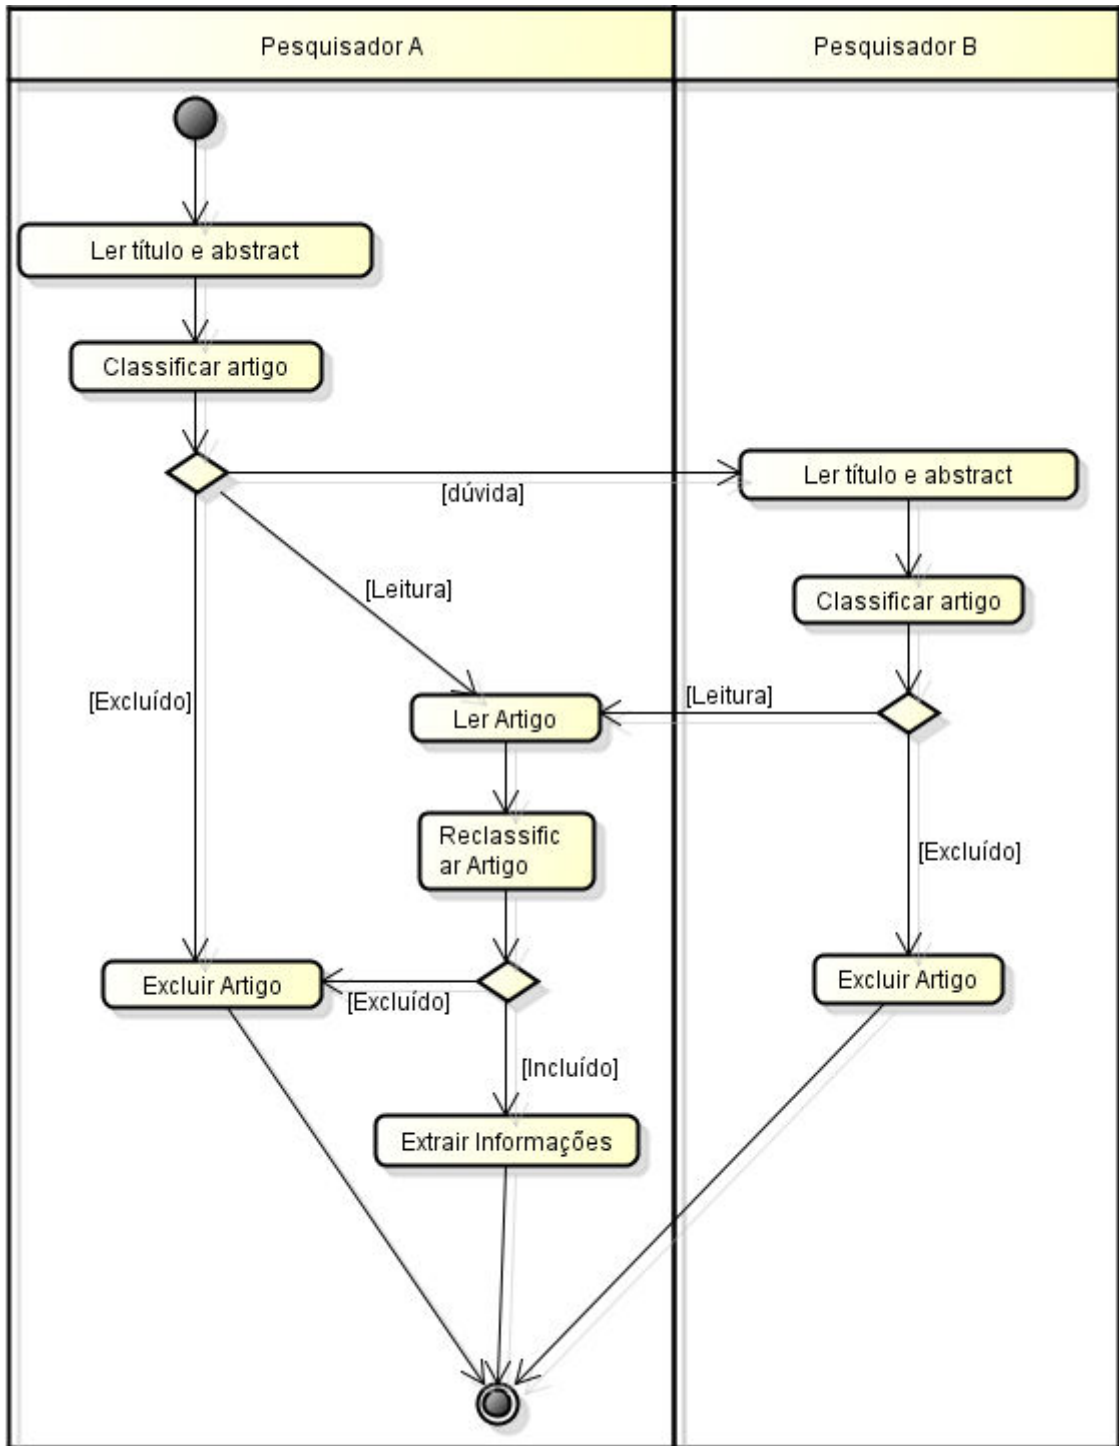 Pesquisador A
Pesquisador B
Ler título e abstract
Classificar artigo
[dúvida]
Ler título e abstract
[Leitura]
Classificar artigo
[Excluído]
Ler Artigo
[Leitura]
Reclassific
ar Artigo
[Excluído]
Excluir Artigo
[Excluído]
Excluir Artigo
[Incluído]
Extrair Informações